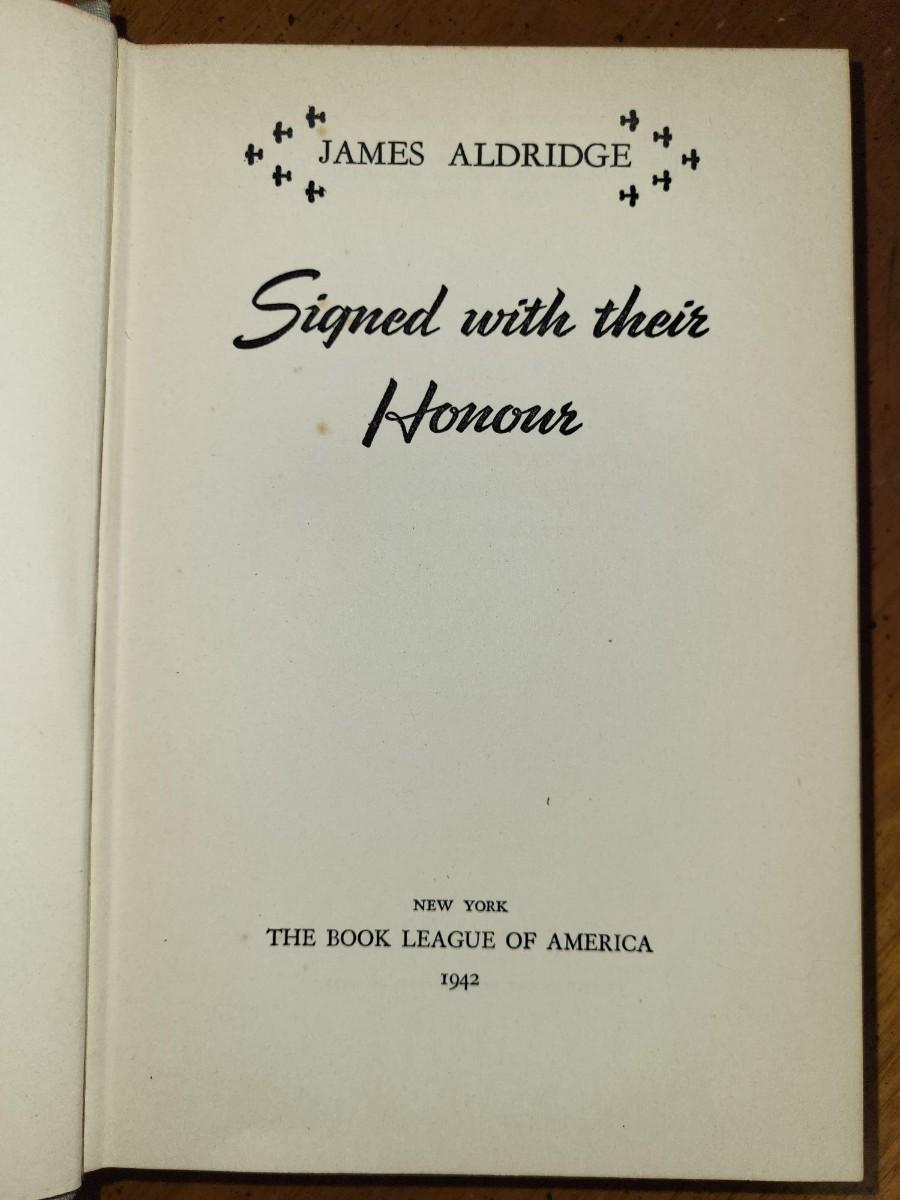 JAMES ALDRIDGE
Signed with their
Honour
NEW YORK
THE BOOK LEAGUE OF AMERICA
1942